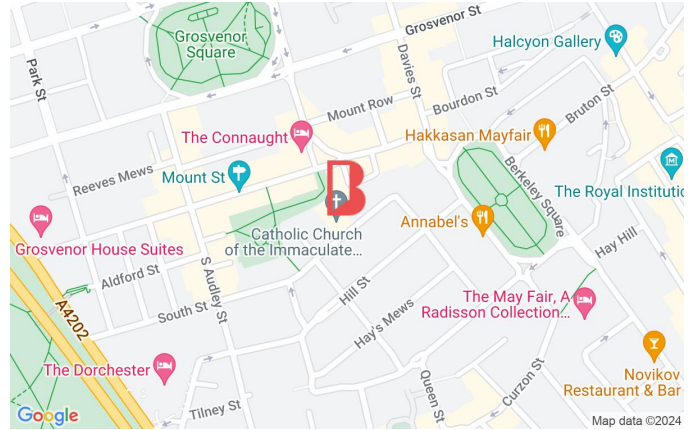 Grosvenor St
Grosvenor
Square
Park St
Davies St
Halcyon Gallery
Mount Row
Bourdon St
Bruton St
The Connaught
Hakkasan Mayfair
Reeves Mews
Mount St
Berkeley Square
The Royal Institutio
B
Catholic Church
of the Immaculate...
Annabel's
Grosvenor House Suites
Hay Hill
Aldford St
S Audley St
Hill St
South St
A4202
Hay's Mews
The May Fair, A
Radisson Collection...
The Dorchester
Curzon St
Queen St
Novikov
Restaurant & Bar
Tilney St
Google
Map data ©2024